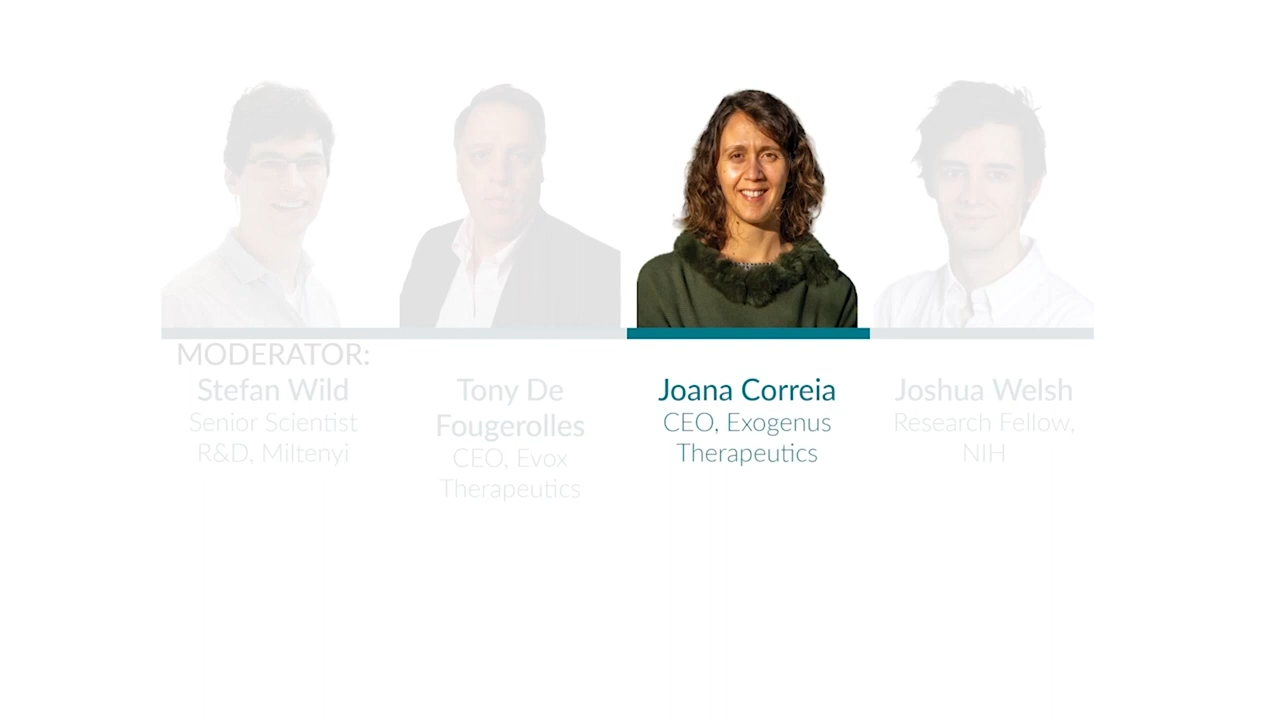 MODERATOR:
Stefan Wild
Senior Scientist
R&D, Miltenyi
Tony De
Fougerolles
CEO, Evox
Therapeutics
Joana Correia
CEO, Exogenus
Therapeutics
Joshua Welsh
Research Fellow,
NIH